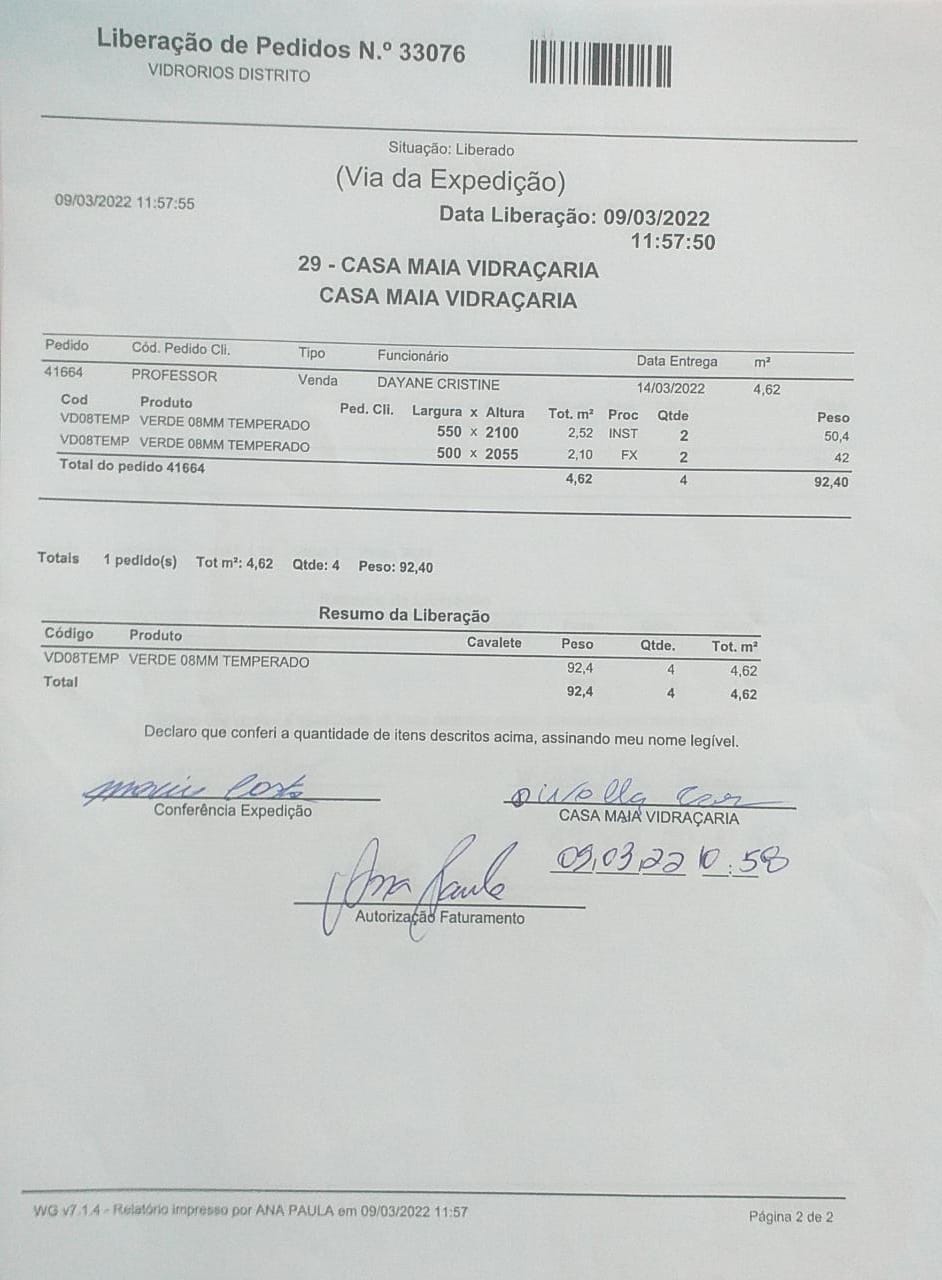 Liberação de Pedidos N.º 33076
VIDRORIOS DISTRITO
Situação: Liberado
(Via da Expedição)
09/03/2022 11:57:55
Data Liberação: 09/03/2022
11:57:50
29 - CASA MAIA VIDRAÇARIA
CASA MAIA VIDRAÇARIA
Pedido Cód. Pedido Cli. Tipo Funcionário Data Entrega m²
41664 PROFESSOR Venda DAYANE CRISTINE 14/03/2022 4,62
Cod Produto Ped. Cli. Largura x Altura Tot. m² Proc Qtde Peso
VD08TEMP VERDE 08MM TEMPERADO 550 x 2100 2,52 INST 2 50,4
VD08TEMP VERDE 08MM TEMPERADO 500 x 2055 2,10 FX 2 42
Total do pedido 41664 4,62 4 92,40
Totais 1 pedido(s) Tot m²: 4,62 Qtde: 4 Peso: 92,40
Resumo da Liberação
Código Produto Cavalete Peso Qtde. Tot. m²
VD08TEMP VERDE 08MM TEMPERADO 92,4 4 4,62
Total 92,4 4 4,62
Declaro que conferi a quantidade de itens descritos acima, assinando meu nome legível.
Costa
Conferência Expedição CASA MAIA VIDRAÇARIA
09,03,22 10:58
Ana Paula
Autorização Faturamento
WG v7.1.4 - Relatório impresso por ANA PAULA em 09/03/2022 11:57
Página 2 de 2